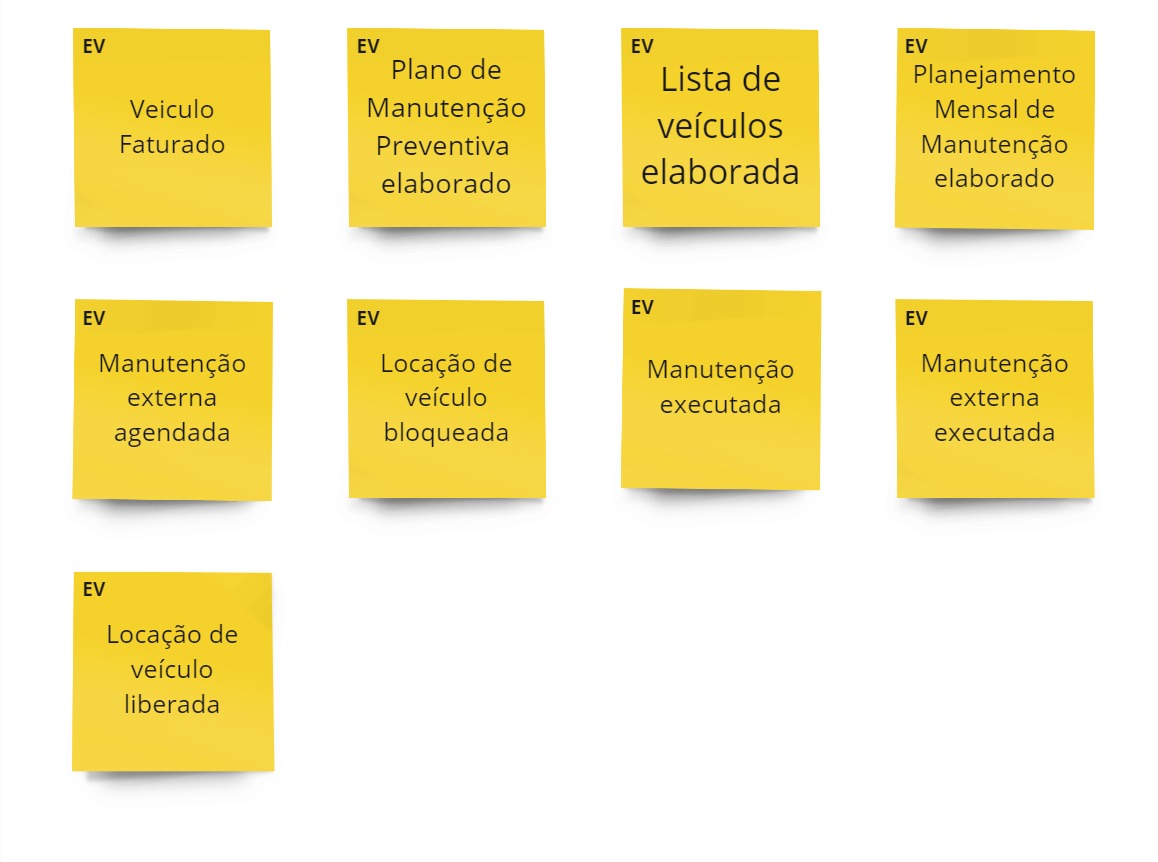 EV
Veiculo
Faturado
EV
Plano de
Manutenção
Preventiva
elaborado
EV
Lista de
veículos
elaborada
EV
Planejamento
Mensal de
Manutenção
elaborado
EV
Manutenção
externa
agendada
EV
Locação de
veículo
bloqueada
EV
Manutenção
executada
EV
Manutenção
externa
executada
EV
Locação de
veículo
liberada